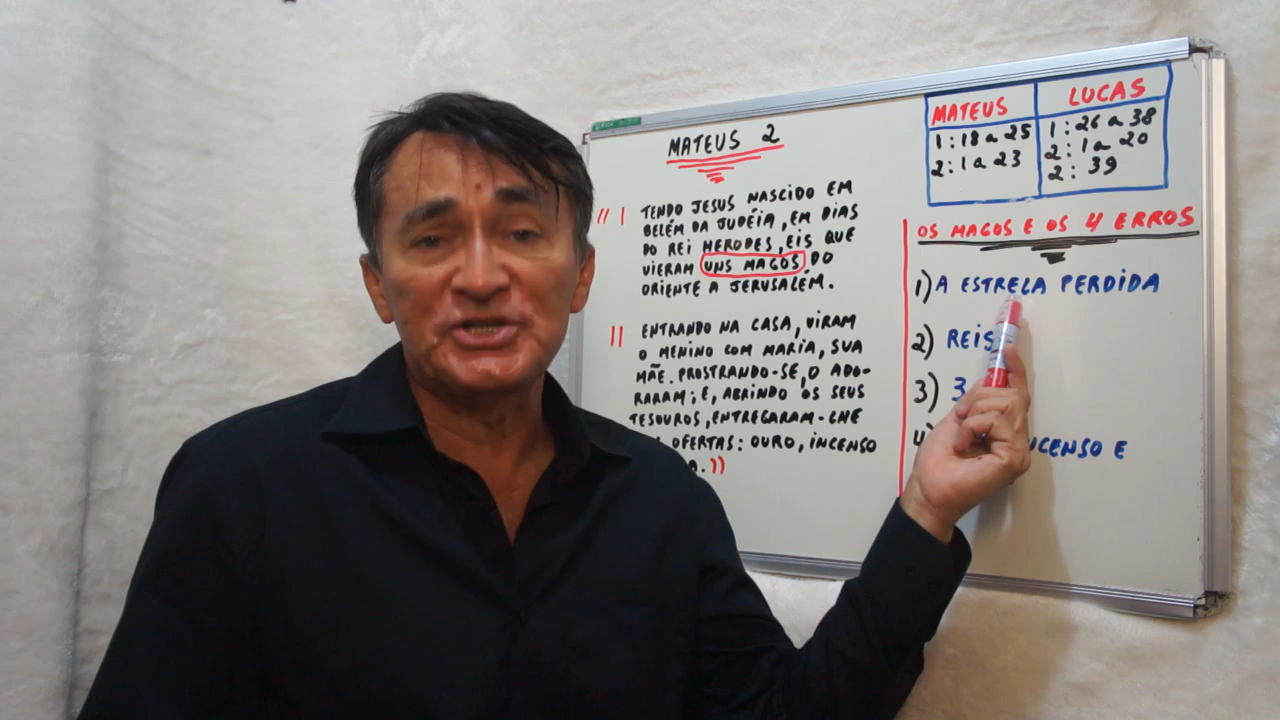 MATEUS 2
" 1 TENDO JESUS NASCIDO EM
BELÉM DA JUDÉIA, EM DIAS
DO REI HERODES, EIS QUE
VIERAM UNS MAGOS DO
ORIENTE A JERUSALÉM.
11 ENTRANDO NA CASA, VIRAM
O MENINO COM MARIA, SUA
MÃE. PROSTRANDO-SE, O ADO-
RARAM; E, ABRINDO OS SEUS
TESOUROS, ENTREGARAM-LHE
OFERTAS: OURO, INCENSO
."
MATEUS LUCAS
1:18 a 25 1:26 a 38
2:1 a 23 2:1 a 20
2:39
OS MAGOS E OS 4 ERROS
1) A ESTRELA PERDIDA
2) REIS
3) 3
4) INCENSO E